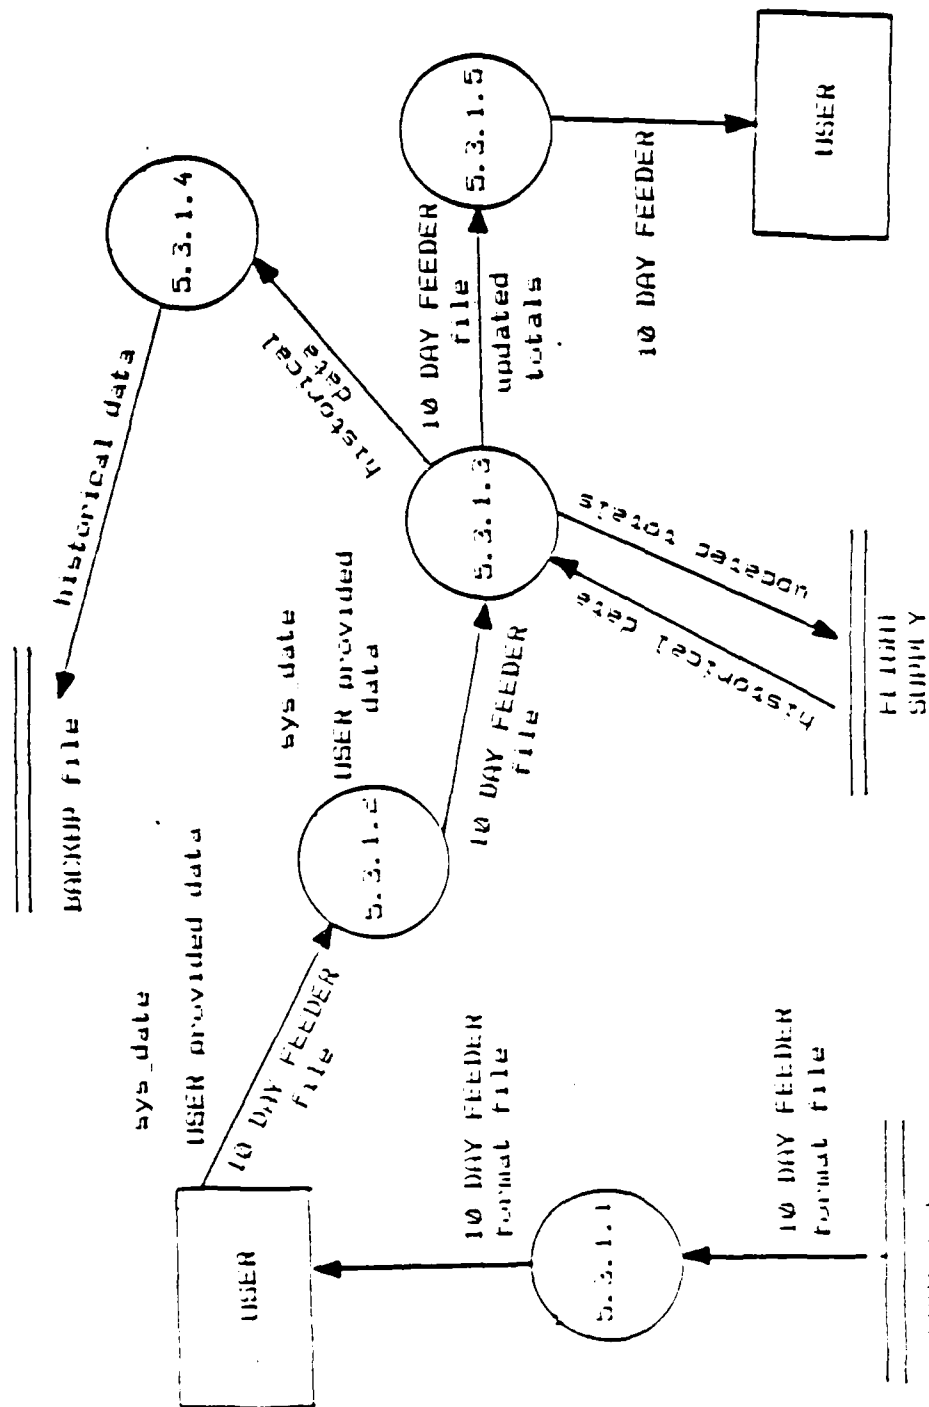 BACKUP file
historical data
5.3.1.4
historical
data
sys_date
USER provided data
10 DAY FEEDER
file
5.3.1.2
sys_date
USER provided
data
10 DAY FEEDER
file
5.3.1.3
10 DAY FEEDER
file
updated
totals
5.3.1.5
10 DAY FEEDER
USER
historical data
updated totals
SUPPLY
USER
10 DAY FEEDER
format file
5.3.1.1
10 DAY FEEDER
format file